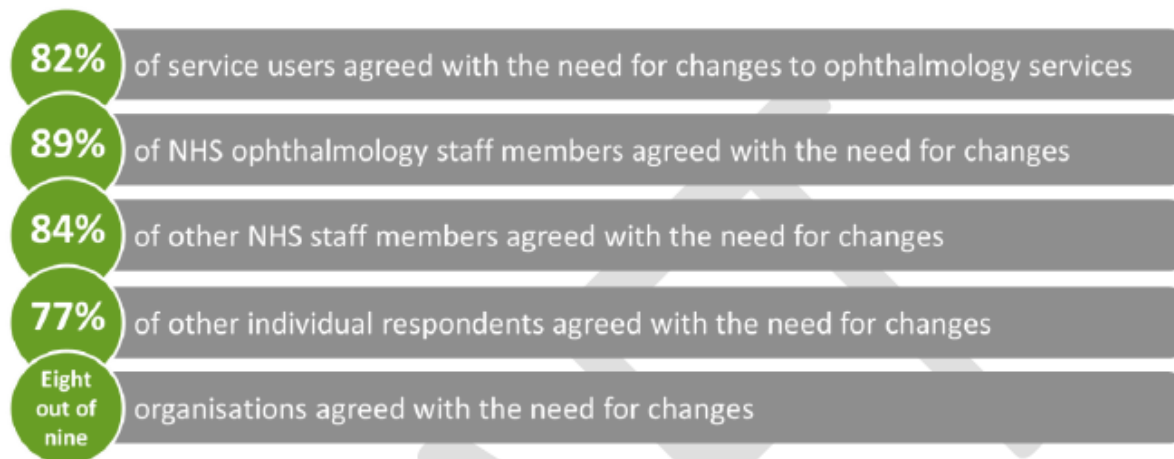 82% of service users agreed with the need for changes to ophthalmology services
89% of NHS ophthalmology staff members agreed with the need for changes
84% of other NHS staff members agreed with the need for changes
77% of other individual respondents agreed with the need for changes
Eight
out of
nine
organisations agreed with the need for changes